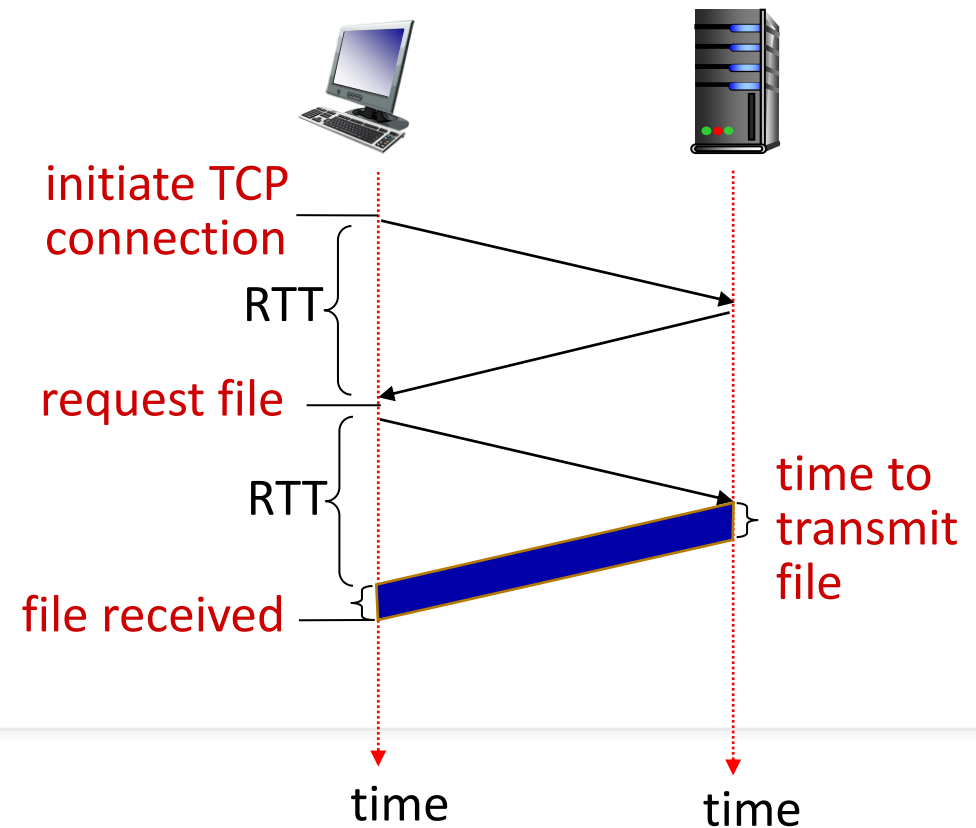 initiate TCP
connection
RTT
request file
RTT
time to
transmit
file
file received
time
time